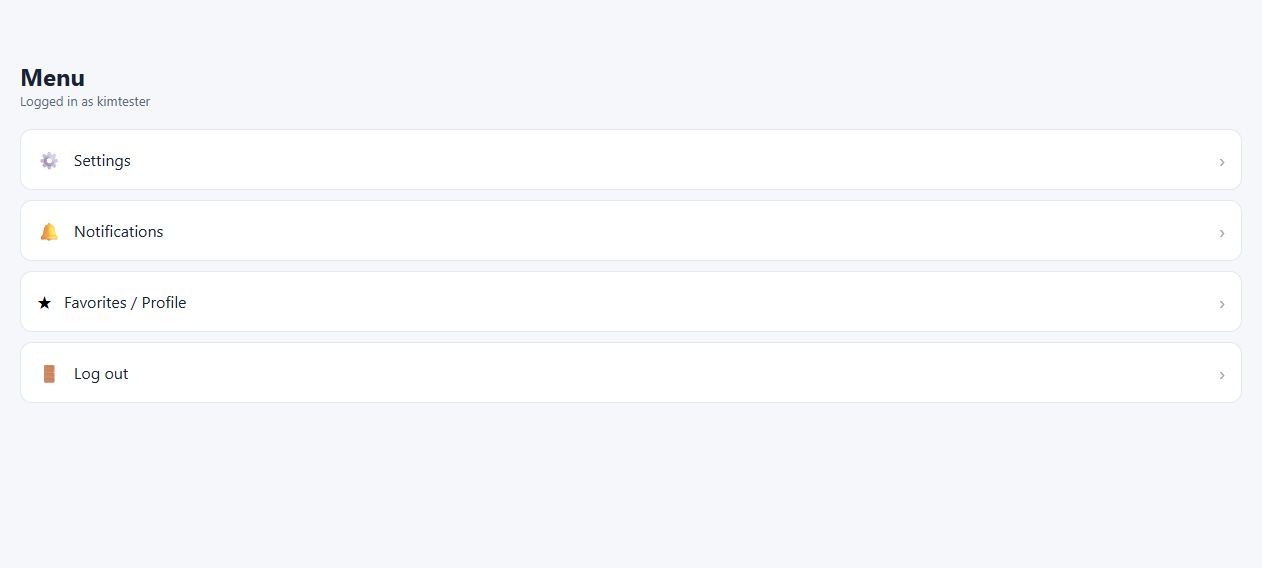 Menu
Logged in as kimtester
Settings
Notifications
Favorites / Profile
Log out